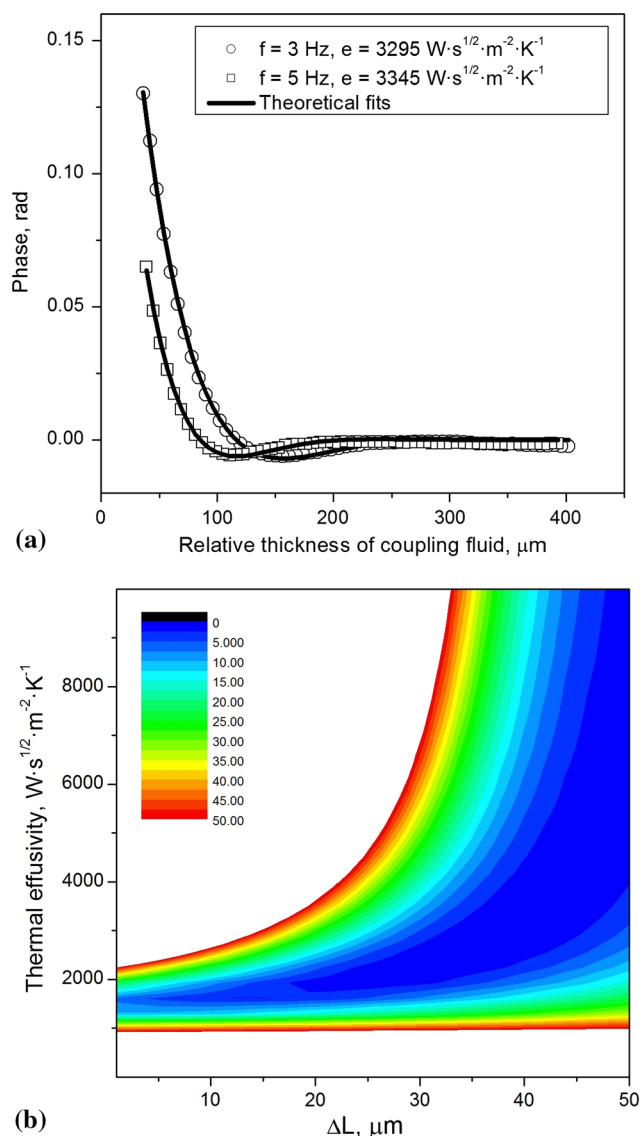 0.15
0.10
0.05
0.00
Phase, rad
f = 3 Hz, e = 3295 W·s^1/2·m^-2·K^-1
f = 5 Hz, e = 3345 W·s^1/2·m^-2·K^-1
Theoretical fits
0 100 200 300 400
(a) Relative thickness of coupling fluid, μm
Thermal effusivity, W·s^1/2·m^-2·K^-1
8000
6000
4000
2000
0
5.000
10.00
15.00
20.00
25.00
30.00
35.00
40.00
45.00
50.00
10 20 30 40 50
(b) ΔL, μm